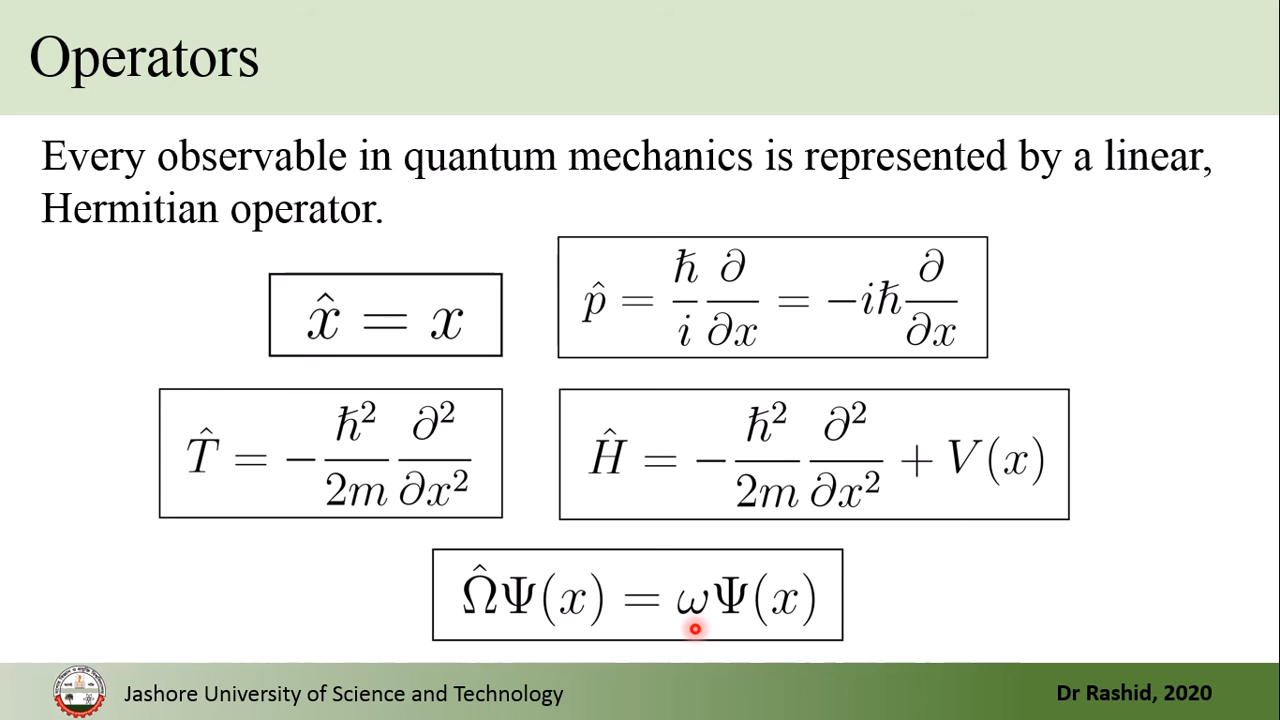 Operators
Every observable in quantum mechanics is represented by a linear,
Hermitian operator.
x̂ = x
p̂ = ħ/i ∂/∂x = −iħ ∂/∂x
T̂ = − ħ²/2m ∂²/∂x²
Ĥ = − ħ²/2m ∂²/∂x² + V(x)
Ω̂Ψ(x) = ωΨ(x)
Jashore University of Science and Technology
Dr Rashid, 2020